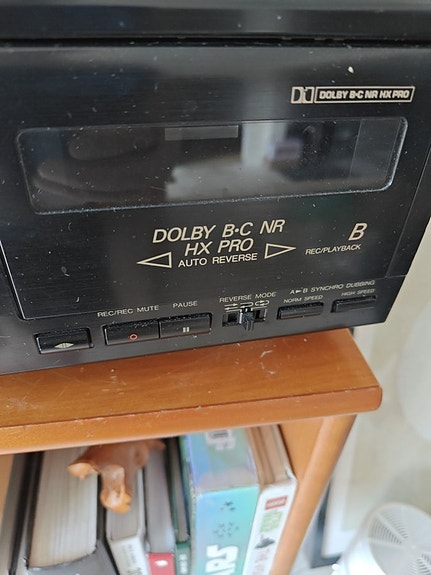 DOLBY B·C NR HX PRO
DOLBY B·C NR
HX PRO
AUTO REVERSE
B
REC/PLAYBACK
REC/REC MUTE
PAUSE
REVERSE MODE
A▶B SYNCHRO DUBBING
NORM SPEED
HIGH SPEED